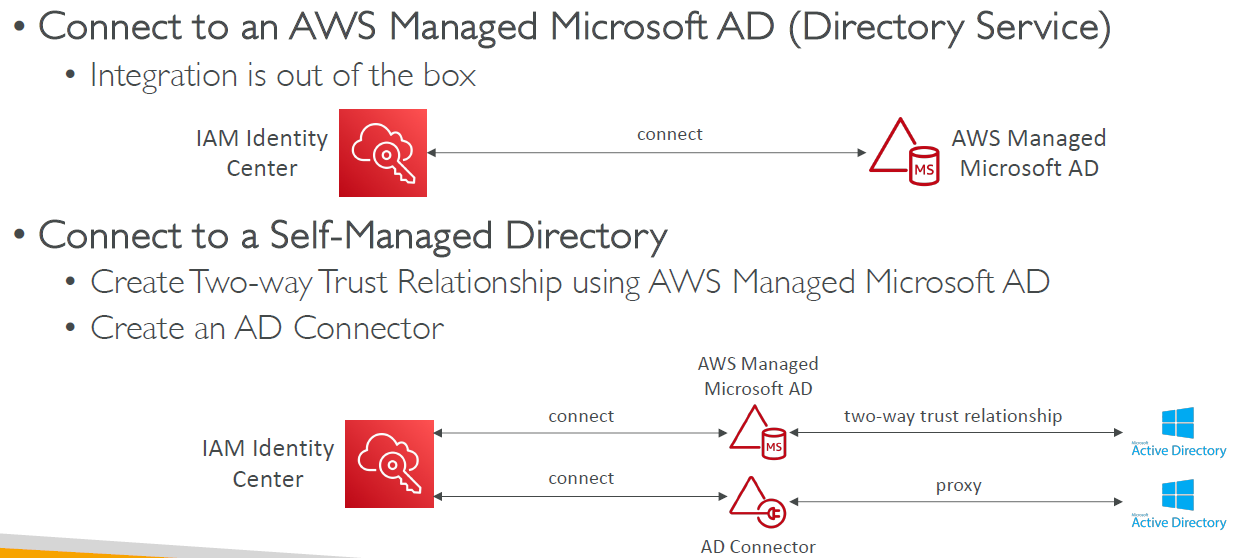 • Connect to an AWS Managed Microsoft AD (Directory Service)
• Integration is out of the box
IAM Identity
Center
connect
MS
AWS Managed
Microsoft AD
• Connect to a Self-Managed Directory
• Create Two-way Trust Relationship using AWS Managed Microsoft AD
• Create an AD Connector
IAM Identity
Center
connect
AWS Managed
Microsoft AD
MS
two-way trust relationship
Microsoft
Active Directory
connect
AD Connector
proxy
Microsoft
Active Directory